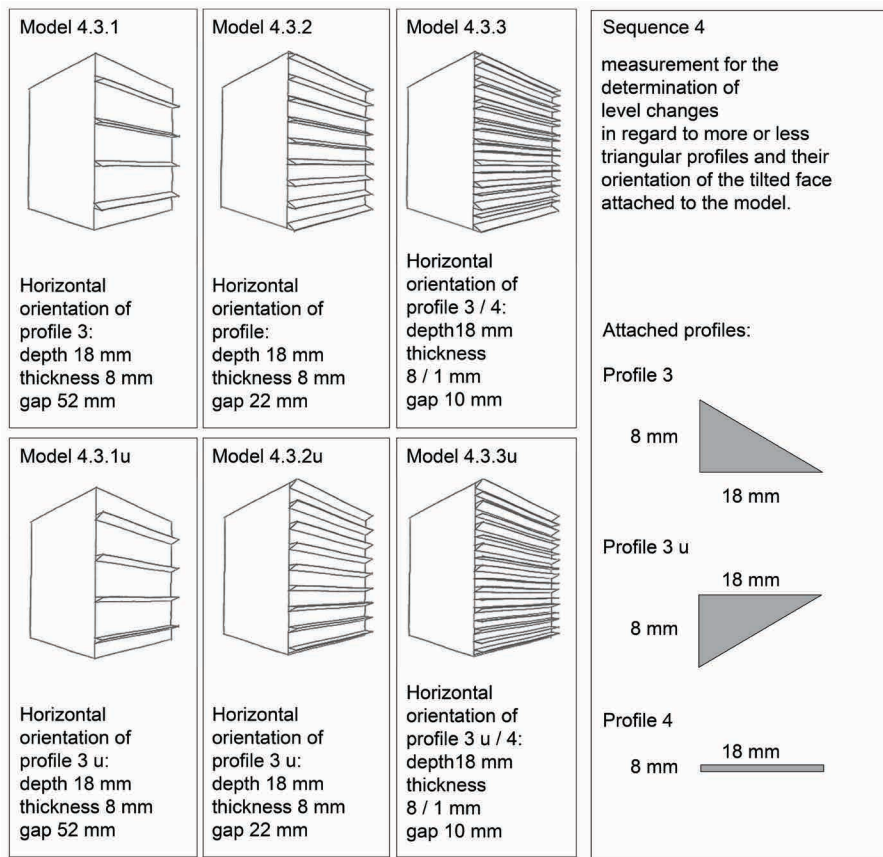 Model 4.3.1
Horizontal
orientation of
profile 3:
depth 18 mm
thickness 8 mm
gap 52 mm
Model 4.3.2
Horizontal
orientation of
profile:
depth 18 mm
thickness 8 mm
gap 22 mm
Model 4.3.3
Horizontal
orientation of
profile 3 / 4:
depth18 mm
thickness
8 / 1 mm
gap 10 mm
Model 4.3.1u
Horizontal
orientation of
profile 3 u:
depth 18 mm
thickness 8 mm
gap 52 mm
Model 4.3.2u
Horizontal
orientation of
profile 3 u:
depth 18 mm
thickness 8 mm
gap 22 mm
Model 4.3.3u
Horizontal
orientation of
profile 3 u / 4:
depth18 mm
thickness
8 / 1 mm
gap 10 mm
Sequence 4
measurement for the
determination of
level changes
in regard to more or less
triangular profiles and their
orientation of the tilted face
attached to the model.
Attached profiles:
Profile 3
8 mm
18 mm
Profile 3 u
18 mm
8 mm
Profile 4
18 mm
8 mm